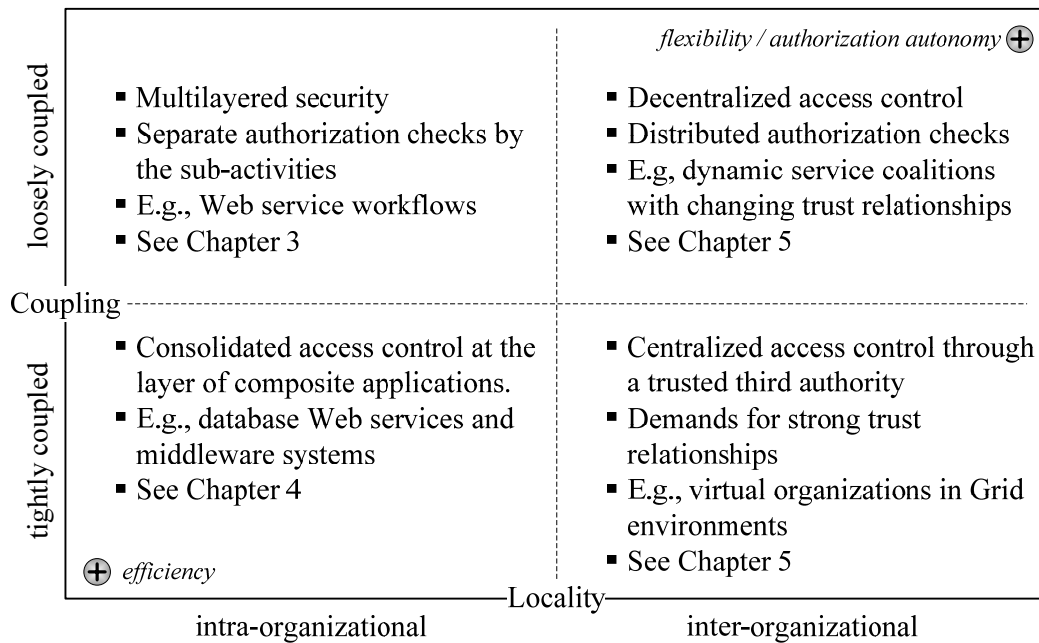 flexibility / authorization autonomy +
loosely coupled
▪ Multilayered security
▪ Separate authorization checks by
the sub-activities
▪ E.g., Web service workflows
▪ See Chapter 3
▪ Decentralized access control
▪ Distributed authorization checks
▪ E.g, dynamic service coalitions
with changing trust relationships
▪ See Chapter 5
Coupling
tightly coupled
▪ Consolidated access control at the
layer of composite applications.
▪ E.g., database Web services and
middleware systems
▪ See Chapter 4
▪ Centralized access control through
a trusted third authority
▪ Demands for strong trust
relationships
▪ E.g., virtual organizations in Grid
environments
▪ See Chapter 5
+ efficiency
Locality
intra-organizational
inter-organizational